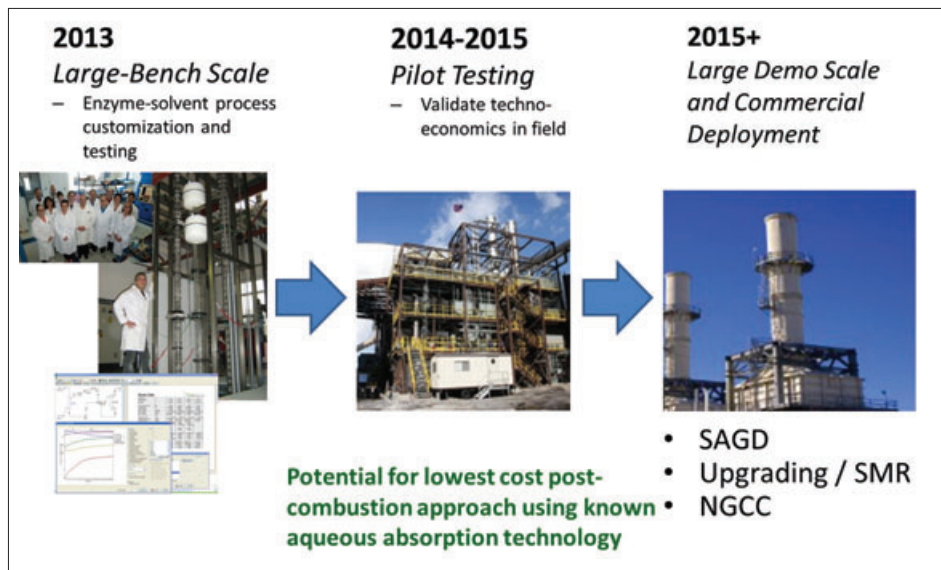 2013
Large-Bench Scale
– Enzyme-solvent process
customization and
testing
2014-2015
Pilot Testing
– Validate techno-
economics in field
2015+
Large Demo Scale
and Commercial
Deployment
Potential for lowest cost post-
combustion approach using known
aqueous absorption technology
• SAGD
• Upgrading / SMR
• NGCC